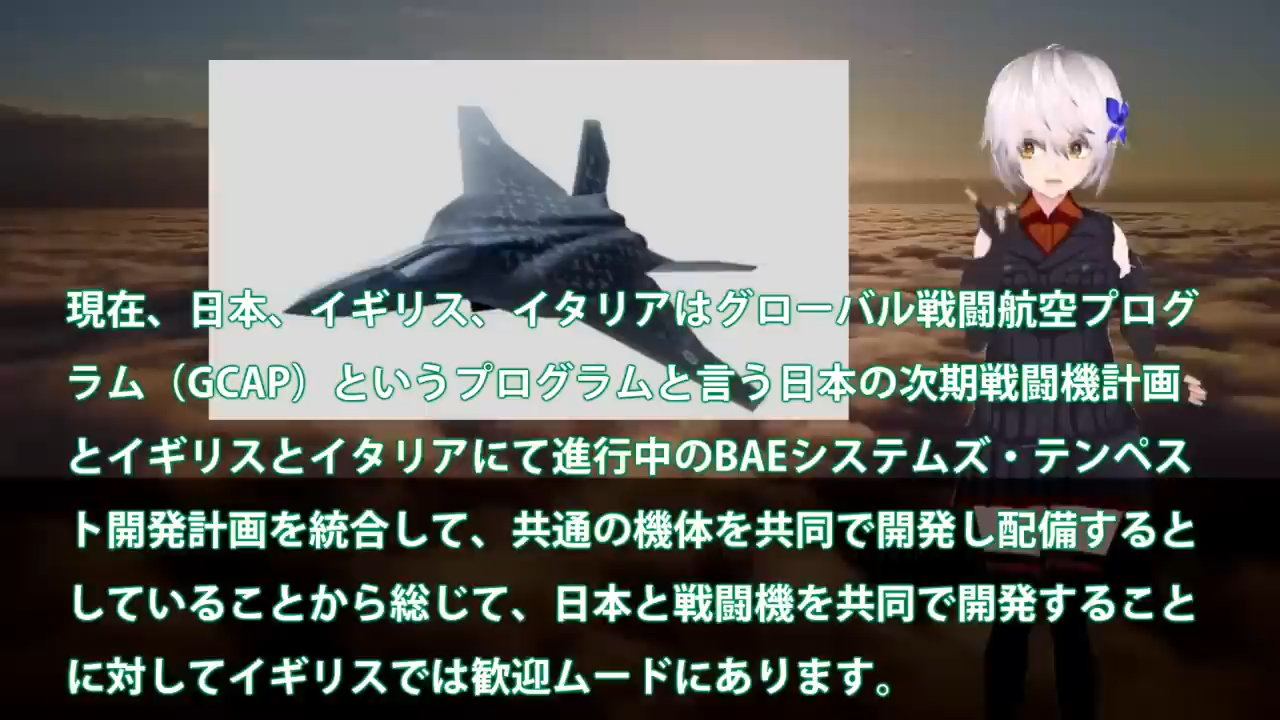 現在、日本、イギリス、イタリアはグローバル戦闘航空プログ
ラム（GCAP）というプログラムと言う日本の次期戦闘機計画
とイギリスとイタリアにて進行中のBAEシステムズ・テンペス
ト開発計画を統合して、共通の機体を共同で開発し配備すると
していることから総じて、日本と戦闘機を共同で開発すること
に対してイギリスでは歓迎ムードにあります。